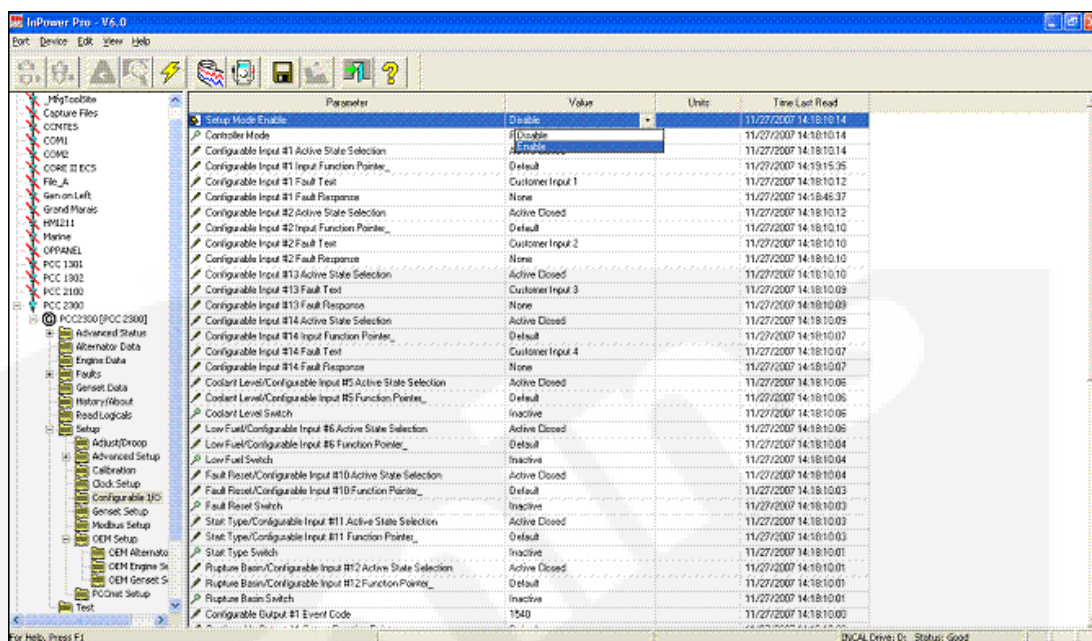 InPower Pro - V6.0
Port Device Edit View Help
_MfgToolSite
Capture Files
CCMTES
COM1
COM2
CORE II ECS
File_A
Gen on Left
Grand Marais
HM1211
Marine
OPPANEL
PCC 1301
PCC 1302
PCC 2100
PCC 2300
PCC2300 [PCC 2300]
Advanced Status
Alternator Data
Engine Data
Faults
Genset Data
History/About
Read Logicals
Setup
Adjust/Droop
Advanced Setup
Calibration
Clock Setup
Configurable I/O
Genset Setup
Modbus Setup
OEM Setup
OEM Alternato
OEM Engine Se
OEM Genset S
PCCnet Setup
Test
Parameter Value Units Time Last Read
Setup Mode Enable Disable 11/27/2007 14:18:10.14
Controller Mode 11/27/2007 14:18:10.14
Disable
Enable
Configurable Input #1 Active State Selection 11/27/2007 14:18:10.14
Configurable Input #1 Input Function Pointer_ Default 11/27/2007 14:19:15.35
Configurable Input #1 Fault Text Customer Input 1 11/27/2007 14:18:10.12
Configurable Input #1 Fault Response None 11/27/2007 14:18:46.37
Configurable Input #2 Active State Selection Active Closed 11/27/2007 14:18:10.12
Configurable Input #2 Input Function Pointer_ Default 11/27/2007 14:18:10.10
Configurable Input #2 Fault Text Customer Input 2 11/27/2007 14:18:10.10
Configurable Input #2 Fault Response None 11/27/2007 14:18:10.10
Configurable Input #13 Active State Selection Active Closed 11/27/2007 14:18:10.10
Configurable Input #13 Fault Text Customer Input 3 11/27/2007 14:18:10.09
Configurable Input #13 Fault Response None 11/27/2007 14:18:10.09
Configurable Input #14 Active State Selection Active Closed 11/27/2007 14:18:10.09
Configurable Input #14 Input Function Pointer_ Default 11/27/2007 14:18:10.07
Configurable Input #14 Fault Text Customer Input 4 11/27/2007 14:18:10.07
Configurable Input #14 Fault Response None 11/27/2007 14:18:10.07
Coolant Level/Configurable Input #5 Active State Selection Active Closed 11/27/2007 14:18:10.06
Coolant Level/Configurable Input #5 Function Pointer_ Default 11/27/2007 14:18:10.06
Coolant Level Switch Inactive 11/27/2007 14:18:10.06
Low Fuel/Configurable Input #6 Active State Selection Active Closed 11/27/2007 14:18:10.06
Low Fuel/Configurable Input #6 Function Pointer_ Default 11/27/2007 14:18:10.04
Low Fuel Switch Inactive 11/27/2007 14:18:10.04
Fault Reset/Configurable Input #10 Active State Selection Active Closed 11/27/2007 14:18:10.04
Fault Reset/Configurable Input #10 Function Pointer_ Default 11/27/2007 14:18:10.03
Fault Reset Switch Inactive 11/27/2007 14:18:10.03
Start Type/Configurable Input #11 Active State Selection Active Closed 11/27/2007 14:18:10.03
Start Type/Configurable Input #11 Function Pointer_ Default 11/27/2007 14:18:10.03
Start Type Switch Inactive 11/27/2007 14:18:10.01
Rupture Basin/Configurable Input #12 Active State Selection Active Closed 11/27/2007 14:18:10.01
Rupture Basin/Configurable Input #12 Function Pointer_ Default 11/27/2007 14:18:10.01
Rupture Basin Switch Inactive 11/27/2007 14:18:10.01
Configurable Output #1 Event Code 1540 11/27/2007 14:18:10.00
For Help, Press F1 INCAL Drive: D: Status: Good